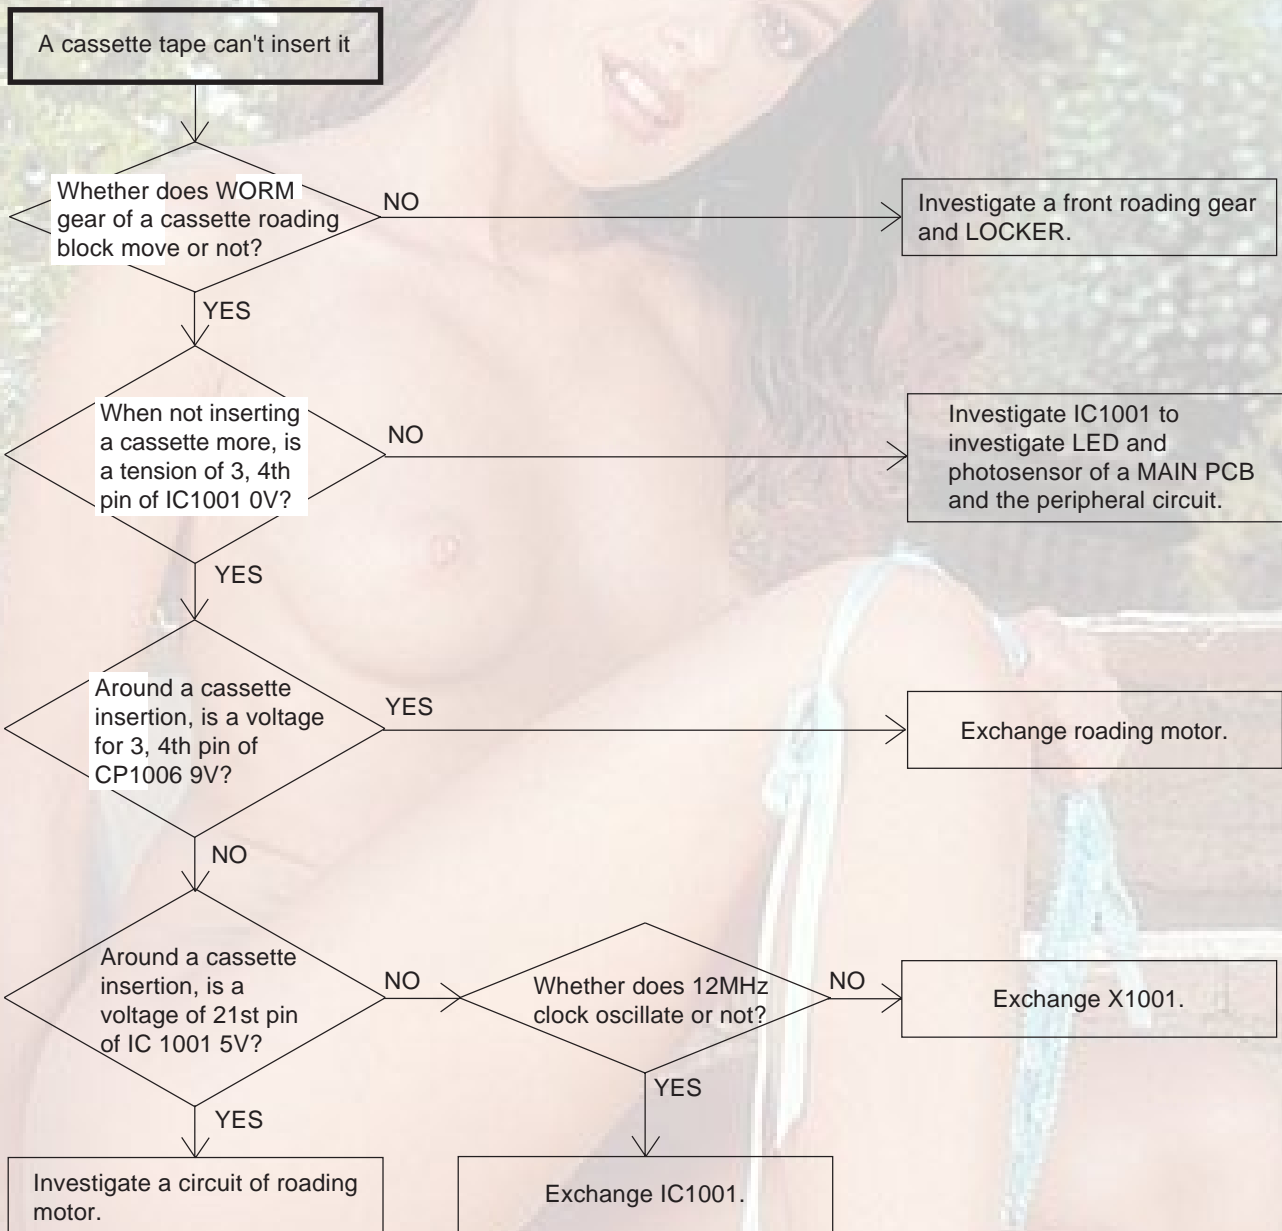 A cassette tape can't insert it
Whether does WORM
gear of a cassette roading
block move or not?
NO
Investigate a front roading gear
and LOCKER.
YES
When not inserting
a cassette more, is
a tension of 3, 4th
pin of IC1001 0V?
NO
Investigate IC1001 to
investigate LED and
photosensor of a MAIN PCB
and the peripheral circuit.
YES
Around a cassette
insertion, is a voltage
for 3, 4th pin of
CP1006 9V?
YES
Exchange roading motor.
NO
Around a cassette
insertion, is a
voltage of 21st pin
of IC 1001 5V?
NO
Whether does 12MHz
clock oscillate or not?
NO
Exchange X1001.
YES
YES
Investigate a circuit of roading
motor.
Exchange IC1001.